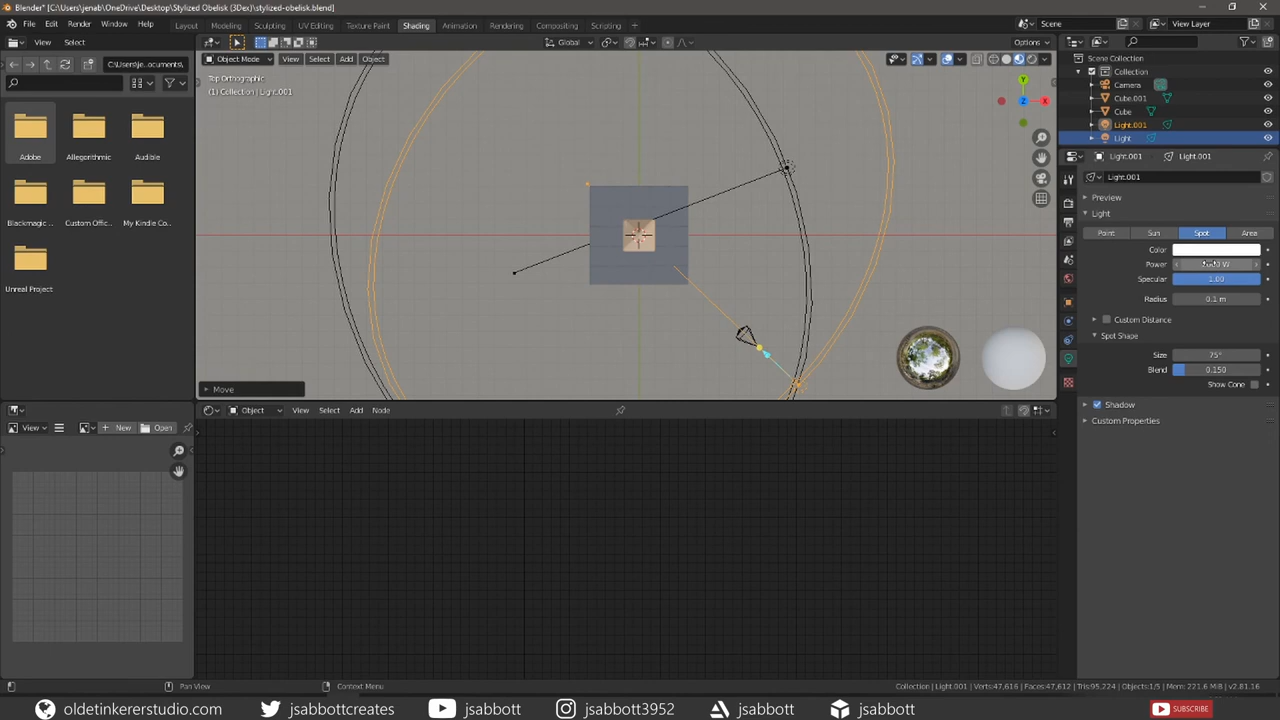 Blender* [C:\Users\jenab\OneDrive\Desktop\Stylized Obelisk (3Dex)\stylized-obelisk.blend]
File Edit Render Window Help Layout Modeling Sculpting UV Editing Texture Paint Shading Animation Rendering Compositing Scripting + Scene View Layer
View Select Global Options
C:\Users\je...ocuments\ Object Mode View Select Add Object Scene Collection
Collection
Top Orthographic
(1) Collection | Light.001
Camera
Cube.001
Cube
Light.001
Light
Adobe Allegorithmic Audible
Blackmagic ... Custom Offic... My Kindle Co...
Unreal Project
X Y Z
Light.001 Light.001
Light.001
Preview
Light
Point Sun Spot Area
Color
Power
Specular 1.00
Radius 0.1 m
Custom Distance
Spot Shape
Size 75°
Blend 0.150
Show Cone
Shadow
Custom Properties
Move
View New Open Object View Select Add Node
Pan View Context Menu Collection | Light.001 | Verts:47,616 | Faces:47,612 | Tris:95,224 | Objects:1/5 | Mem: 221.6 MiB | v2.81.16
oldetinkererstudio.com jsabbottcreates jsabbott jsabbott3952 jsabbott jsabbott SUBSCRIBE